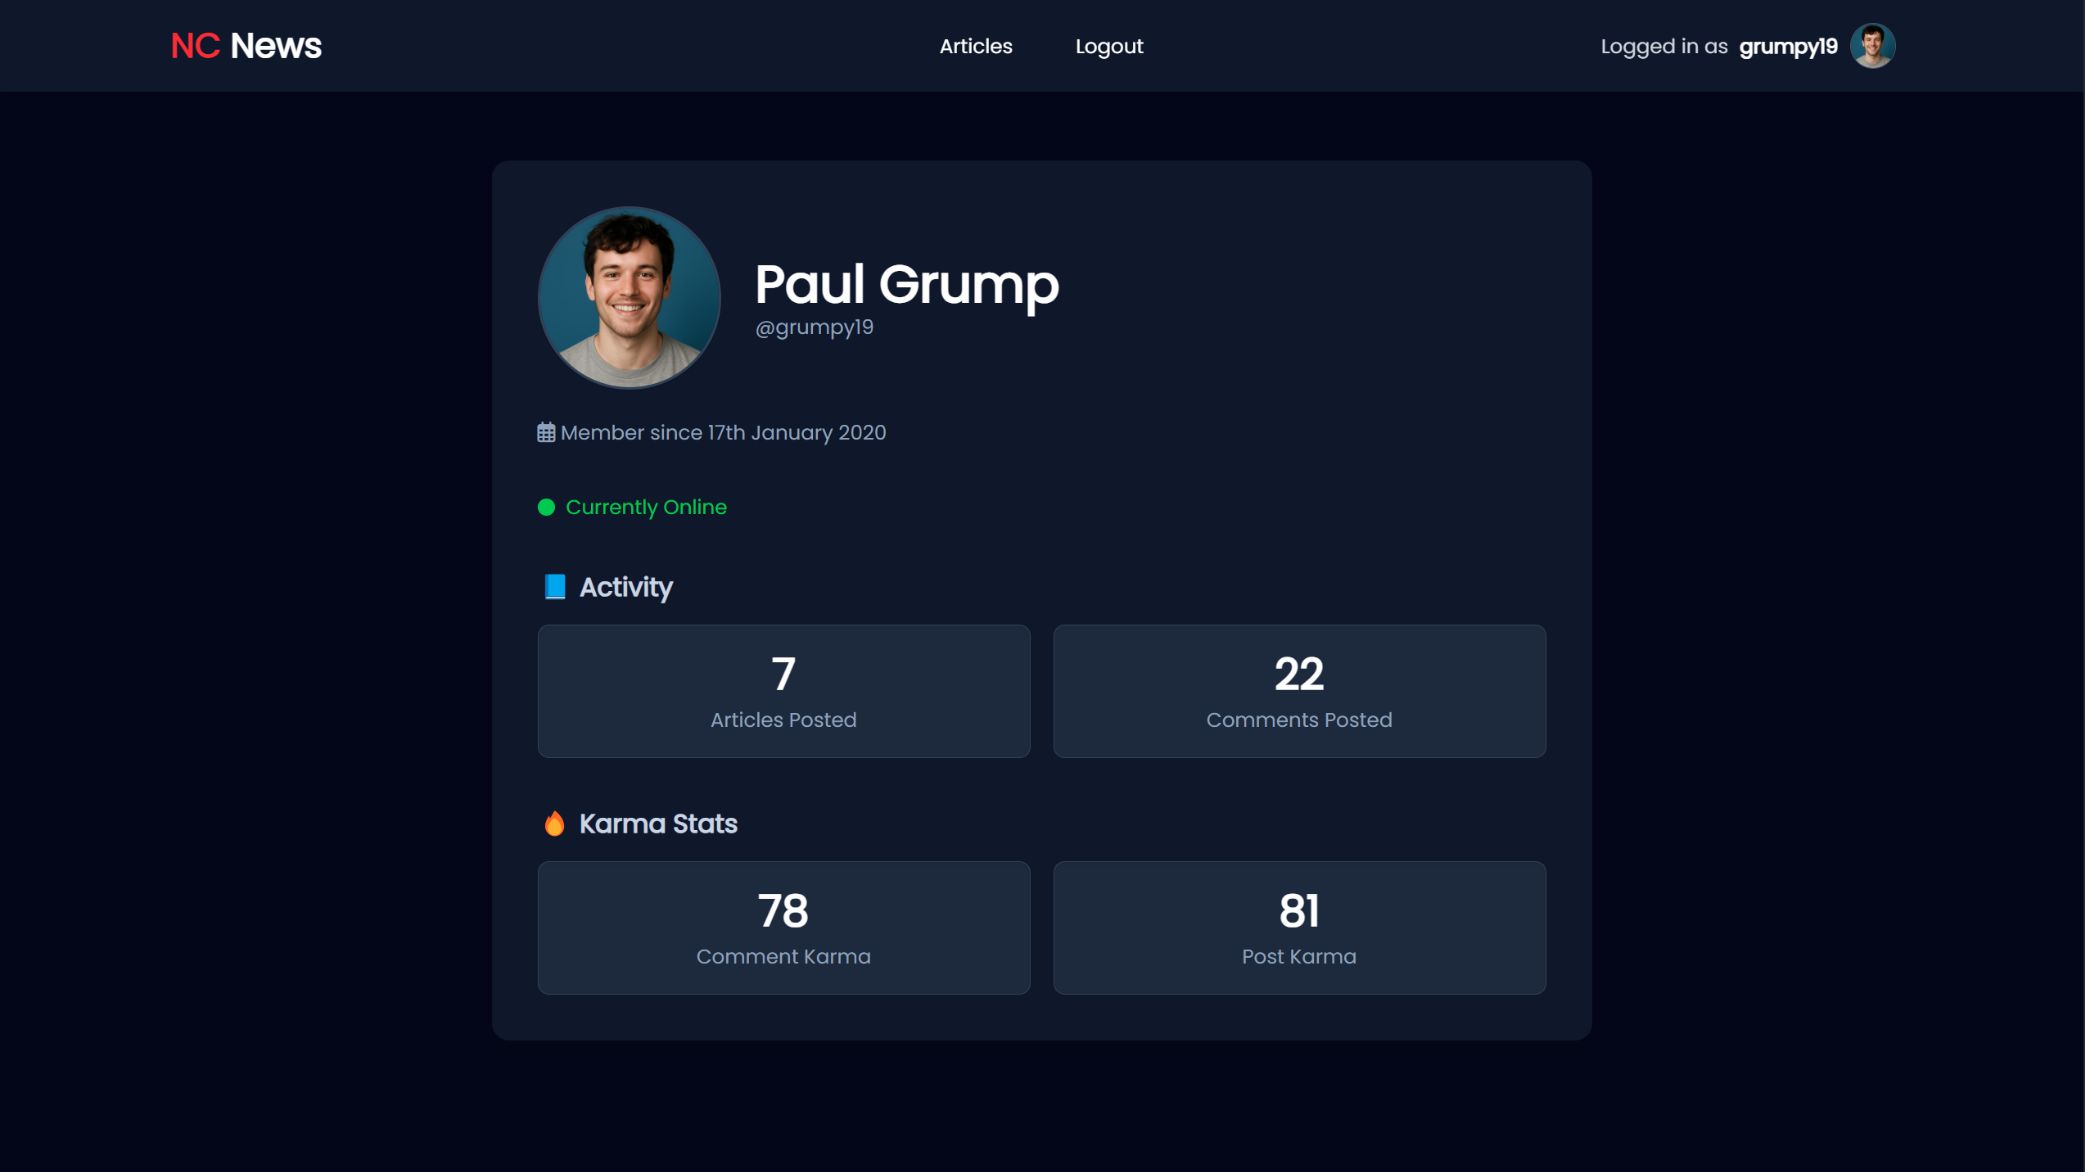 NC News
Articles
Logout
Logged in as grumpy19
Paul Grump
@grumpy19
Member since 17th January 2020
Currently Online
Activity
7
Articles Posted
22
Comments Posted
Karma Stats
78
Comment Karma
81
Post Karma